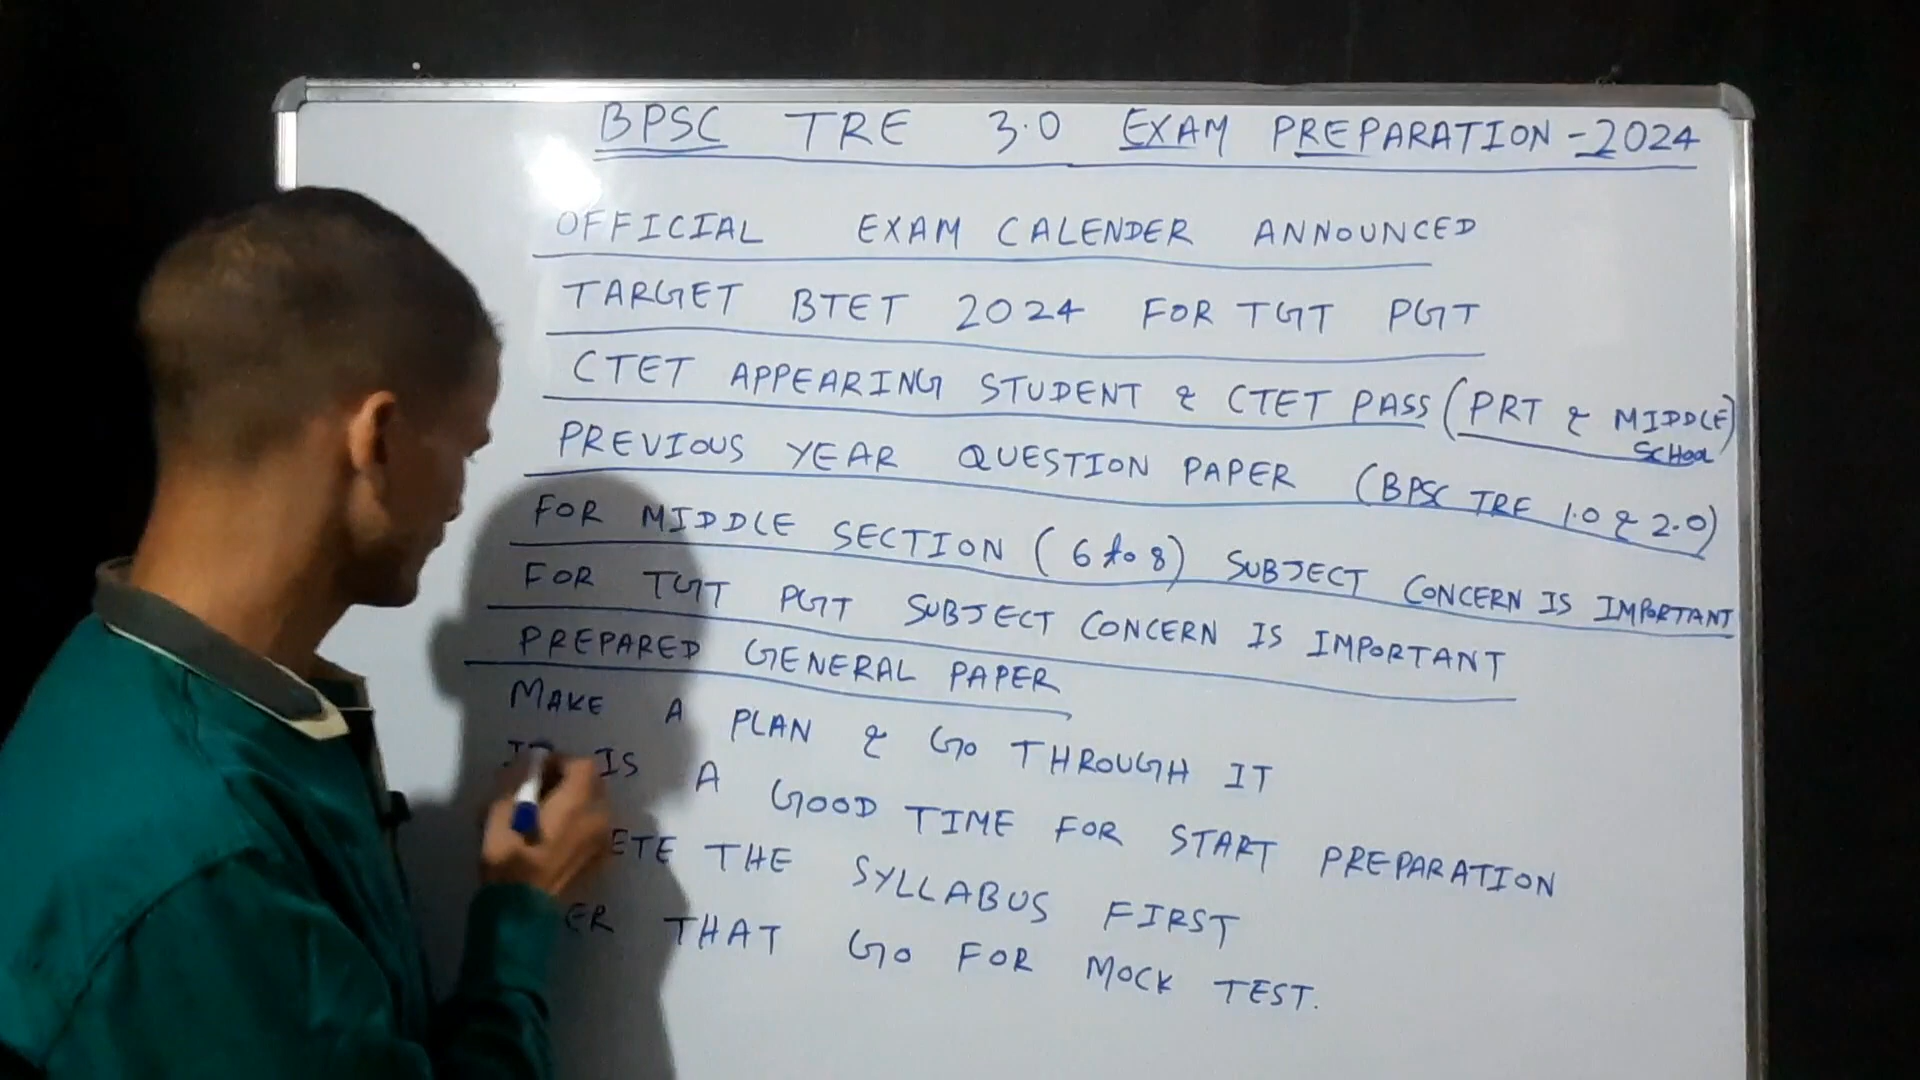 BPSC TRE 3.0 EXAM PREPARATION - 2024
OFFICIAL EXAM CALENDER ANNOUNCED
TARGET BTET 2024 FOR TGT PGT
CTET APPEARING STUDENT & CTET PASS (PRT & MIDDLE) SCHOOL
PREVIOUS YEAR QUESTION PAPER (BPSC TRE 1.0 & 2.0)
FOR MIDDLE SECTION (6 to 8) SUBJECT CONCERN IS IMPORTANT
FOR TGT PGT SUBJECT CONCERN IS IMPORTANT
PREPARED GENERAL PAPER
MAKE A PLAN & GO THROUGH IT
IS A GOOD TIME FOR START PREPARATION
ETE THE SYLLABUS FIRST
ER THAT GO FOR MOCK TEST.